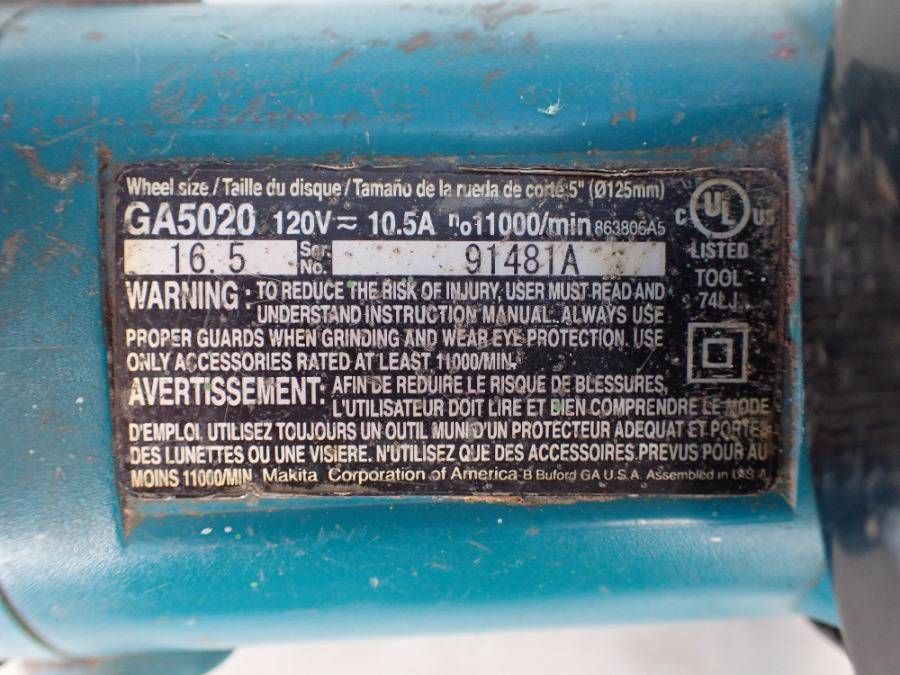 Wheel size / Taille du disque / Tamaño de la rueda de corte:5" (Ø125mm)
GA5020 120V ≂ 10.5A n₀11000/min 863806A5
C UL US
LISTED
TOOL
74LJ
16.5 Ser. No. 91481A
WARNING : TO REDUCE THE RISK OF INJURY, USER MUST READ AND
UNDERSTAND INSTRUCTION MANUAL. ALWAYS USE
PROPER GUARDS WHEN GRINDING AND WEAR EYE PROTECTION. USE
ONLY ACCESSORIES RATED AT LEAST 11000/MIN.
AVERTISSEMENT: AFIN DE REDUIRE LE RISQUE DE BLESSURES,
L'UTILISATEUR DOIT LIRE ET BIEN COMPRENDRE LE MODE
D'EMPLOI. UTILISEZ TOUJOURS UN OUTIL MUNI D'UN PROTECTEUR ADEQUAT ET PORTEZ
DES LUNETTES OU UNE VISIERE. N'UTILISEZ QUE DES ACCESSOIRES PREVUS POUR AU
MOINS 11000/MIN. Makita Corporation of America-B Buford GA U.S.A. Assembled in U.S.A.